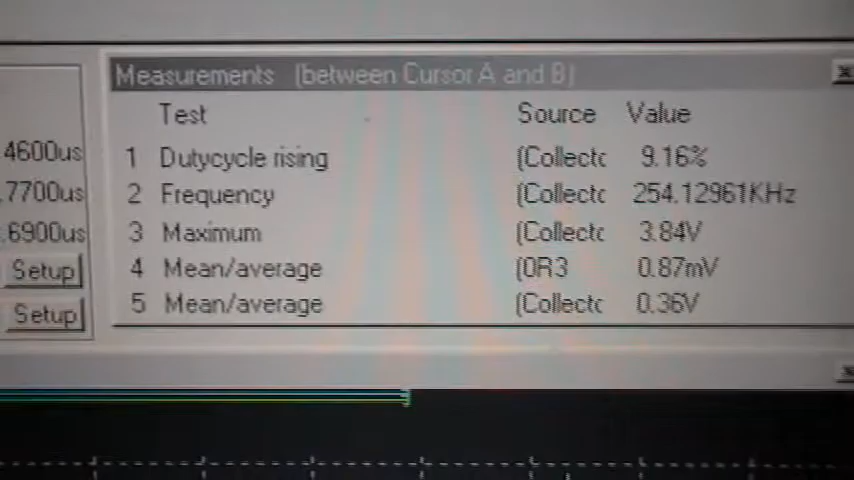 Measurements (between Cursor A and B)
Test Source Value
.4600us
1 Dutycycle rising (Collectc 9.16%
.7700us
2 Frequency (Collectc 254.12961KHz
.6900us
3 Maximum (Collectc 3.84V
Setup
4 Mean/average (0R3 0.87mV
Setup
5 Mean/average (Collectc 0.36V